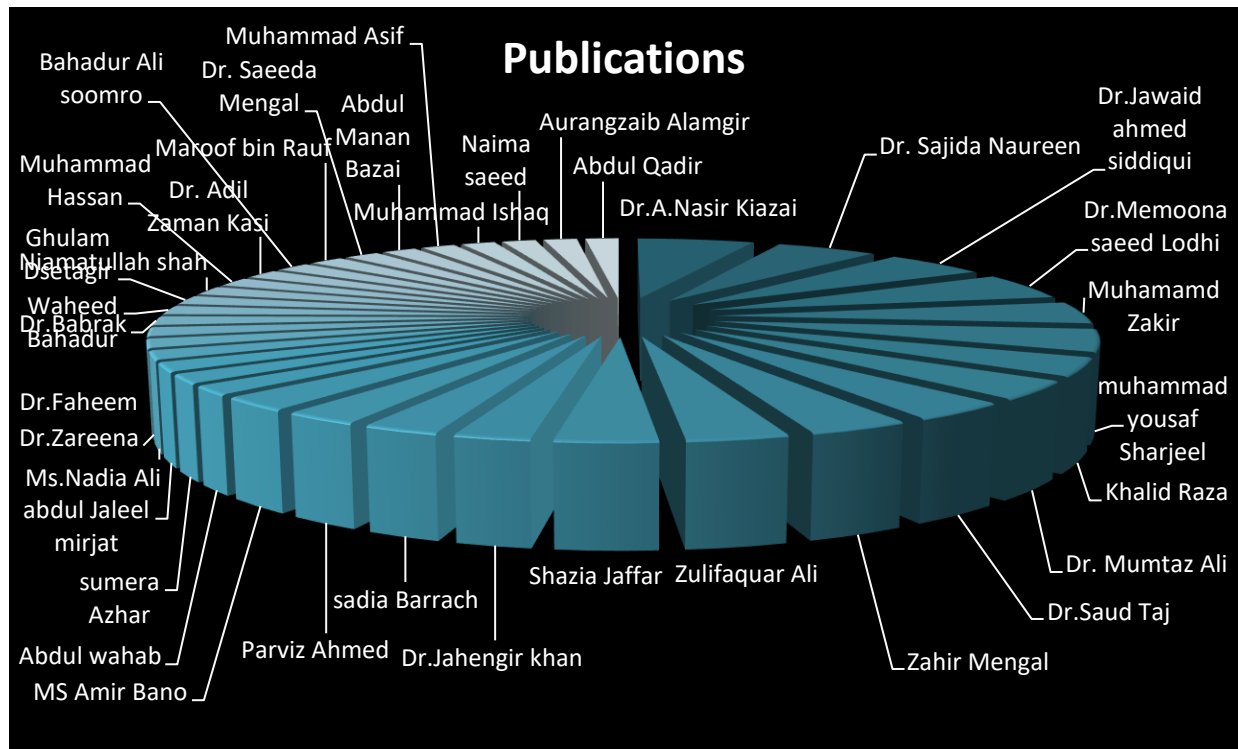 Publications
Muhammad Asif
Bahadur Ali
soomro
Dr. Saeeda
Mengal
Abdul
Manan
Bazai
Aurangzaib Alamgir
Naima
saeed
Abdul Qadir
Maroof bin Rauf
Muhammad Ishaq
Muhammad
Hassan
Dr. Adil
Zaman Kasi
Ghulam
Dsetagir
Niamatullah shah
Waheed
Dr.Babrak
Bahadur
Dr.A.Nasir Kiazai
Dr. Sajida Naureen
Dr.Jawaid
ahmed
siddiqui
Dr.Memoona
saeed Lodhi
Muhamamd
Zakir
muhammad
yousaf
Sharjeel
Khalid Raza
Dr. Mumtaz Ali
Dr.Saud Taj
Zahir Mengal
Zulifaquar Ali
Shazia Jaffar
Dr.Jahengir khan
sadia Barrach
Parviz Ahmed
MS Amir Bano
Abdul wahab
sumera
Azhar
abdul Jaleel
mirjat
Ms.Nadia Ali
Dr.Zareena
Dr.Faheem